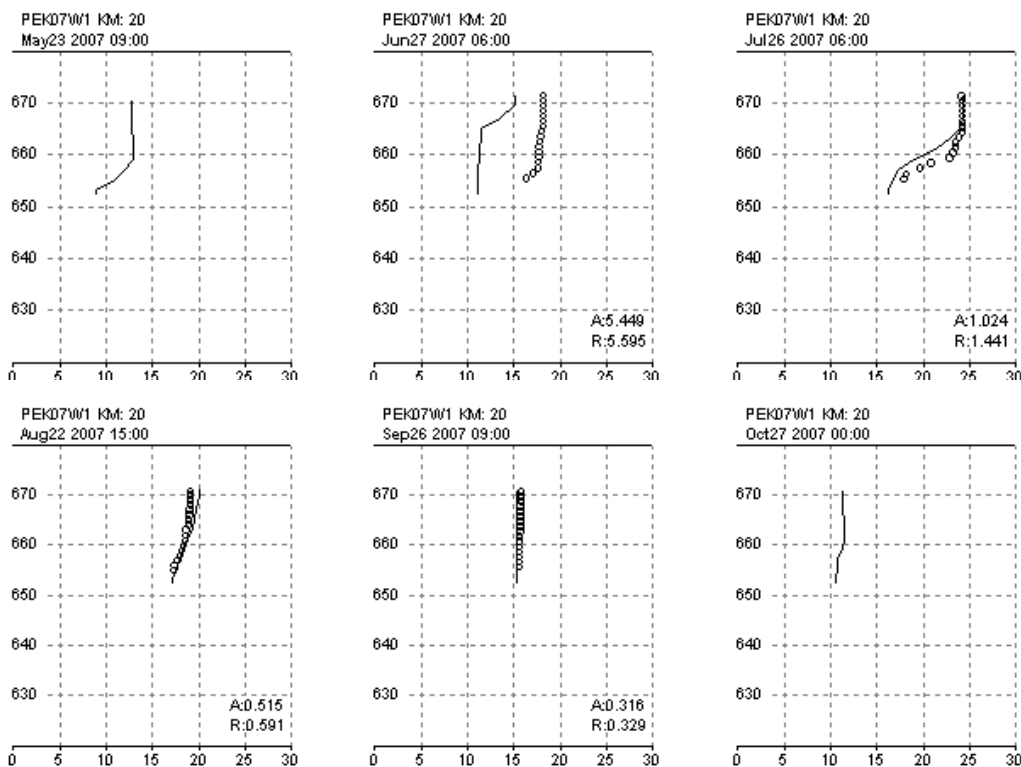 PEK07W1 KM: 20
May23 2007 09:00
670
660
650
640
630
0 5 10 15 20 25 30
PEK07W1 KM: 20
Jun27 2007 06:00
670
660
650
640
630
A:5.449
R:5.595
0 5 10 15 20 25 30
PEK07W1 KM: 20
Jul26 2007 06:00
670
660
650
640
630
A:1.024
R:1.441
0 5 10 15 20 25 30
PEK07W1 KM: 20
Aug22 2007 15:00
670
660
650
640
630
A:0.515
R:0.591
0 5 10 15 20 25 30
PEK07W1 KM: 20
Sep26 2007 09:00
670
660
650
640
630
A:0.316
R:0.329
0 5 10 15 20 25 30
PEK07W1 KM: 20
Oct27 2007 00:00
670
660
650
640
630
0 5 10 15 20 25 30